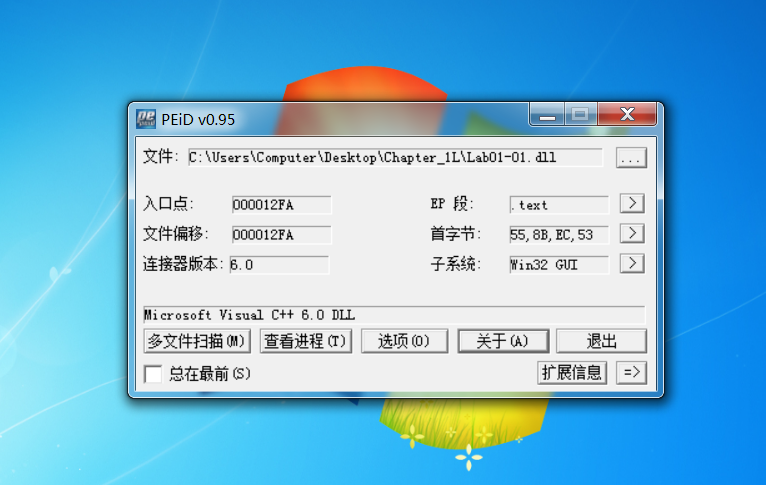 PEiD v0.95
文件: C:\Users\Computer\Desktop\Chapter_1L\Lab01-01.dll ...
入口点: 000012FA EP 段: .text >
文件偏移: 000012FA 首字节: 55,8B,EC,53 >
连接器版本: 6.0 子系统: Win32 GUI >
Microsoft Visual C++ 6.0 DLL
多文件扫描(M) 查看进程(T) 选项(O) 关于(A) 退出
总在最前(S) 扩展信息 =>